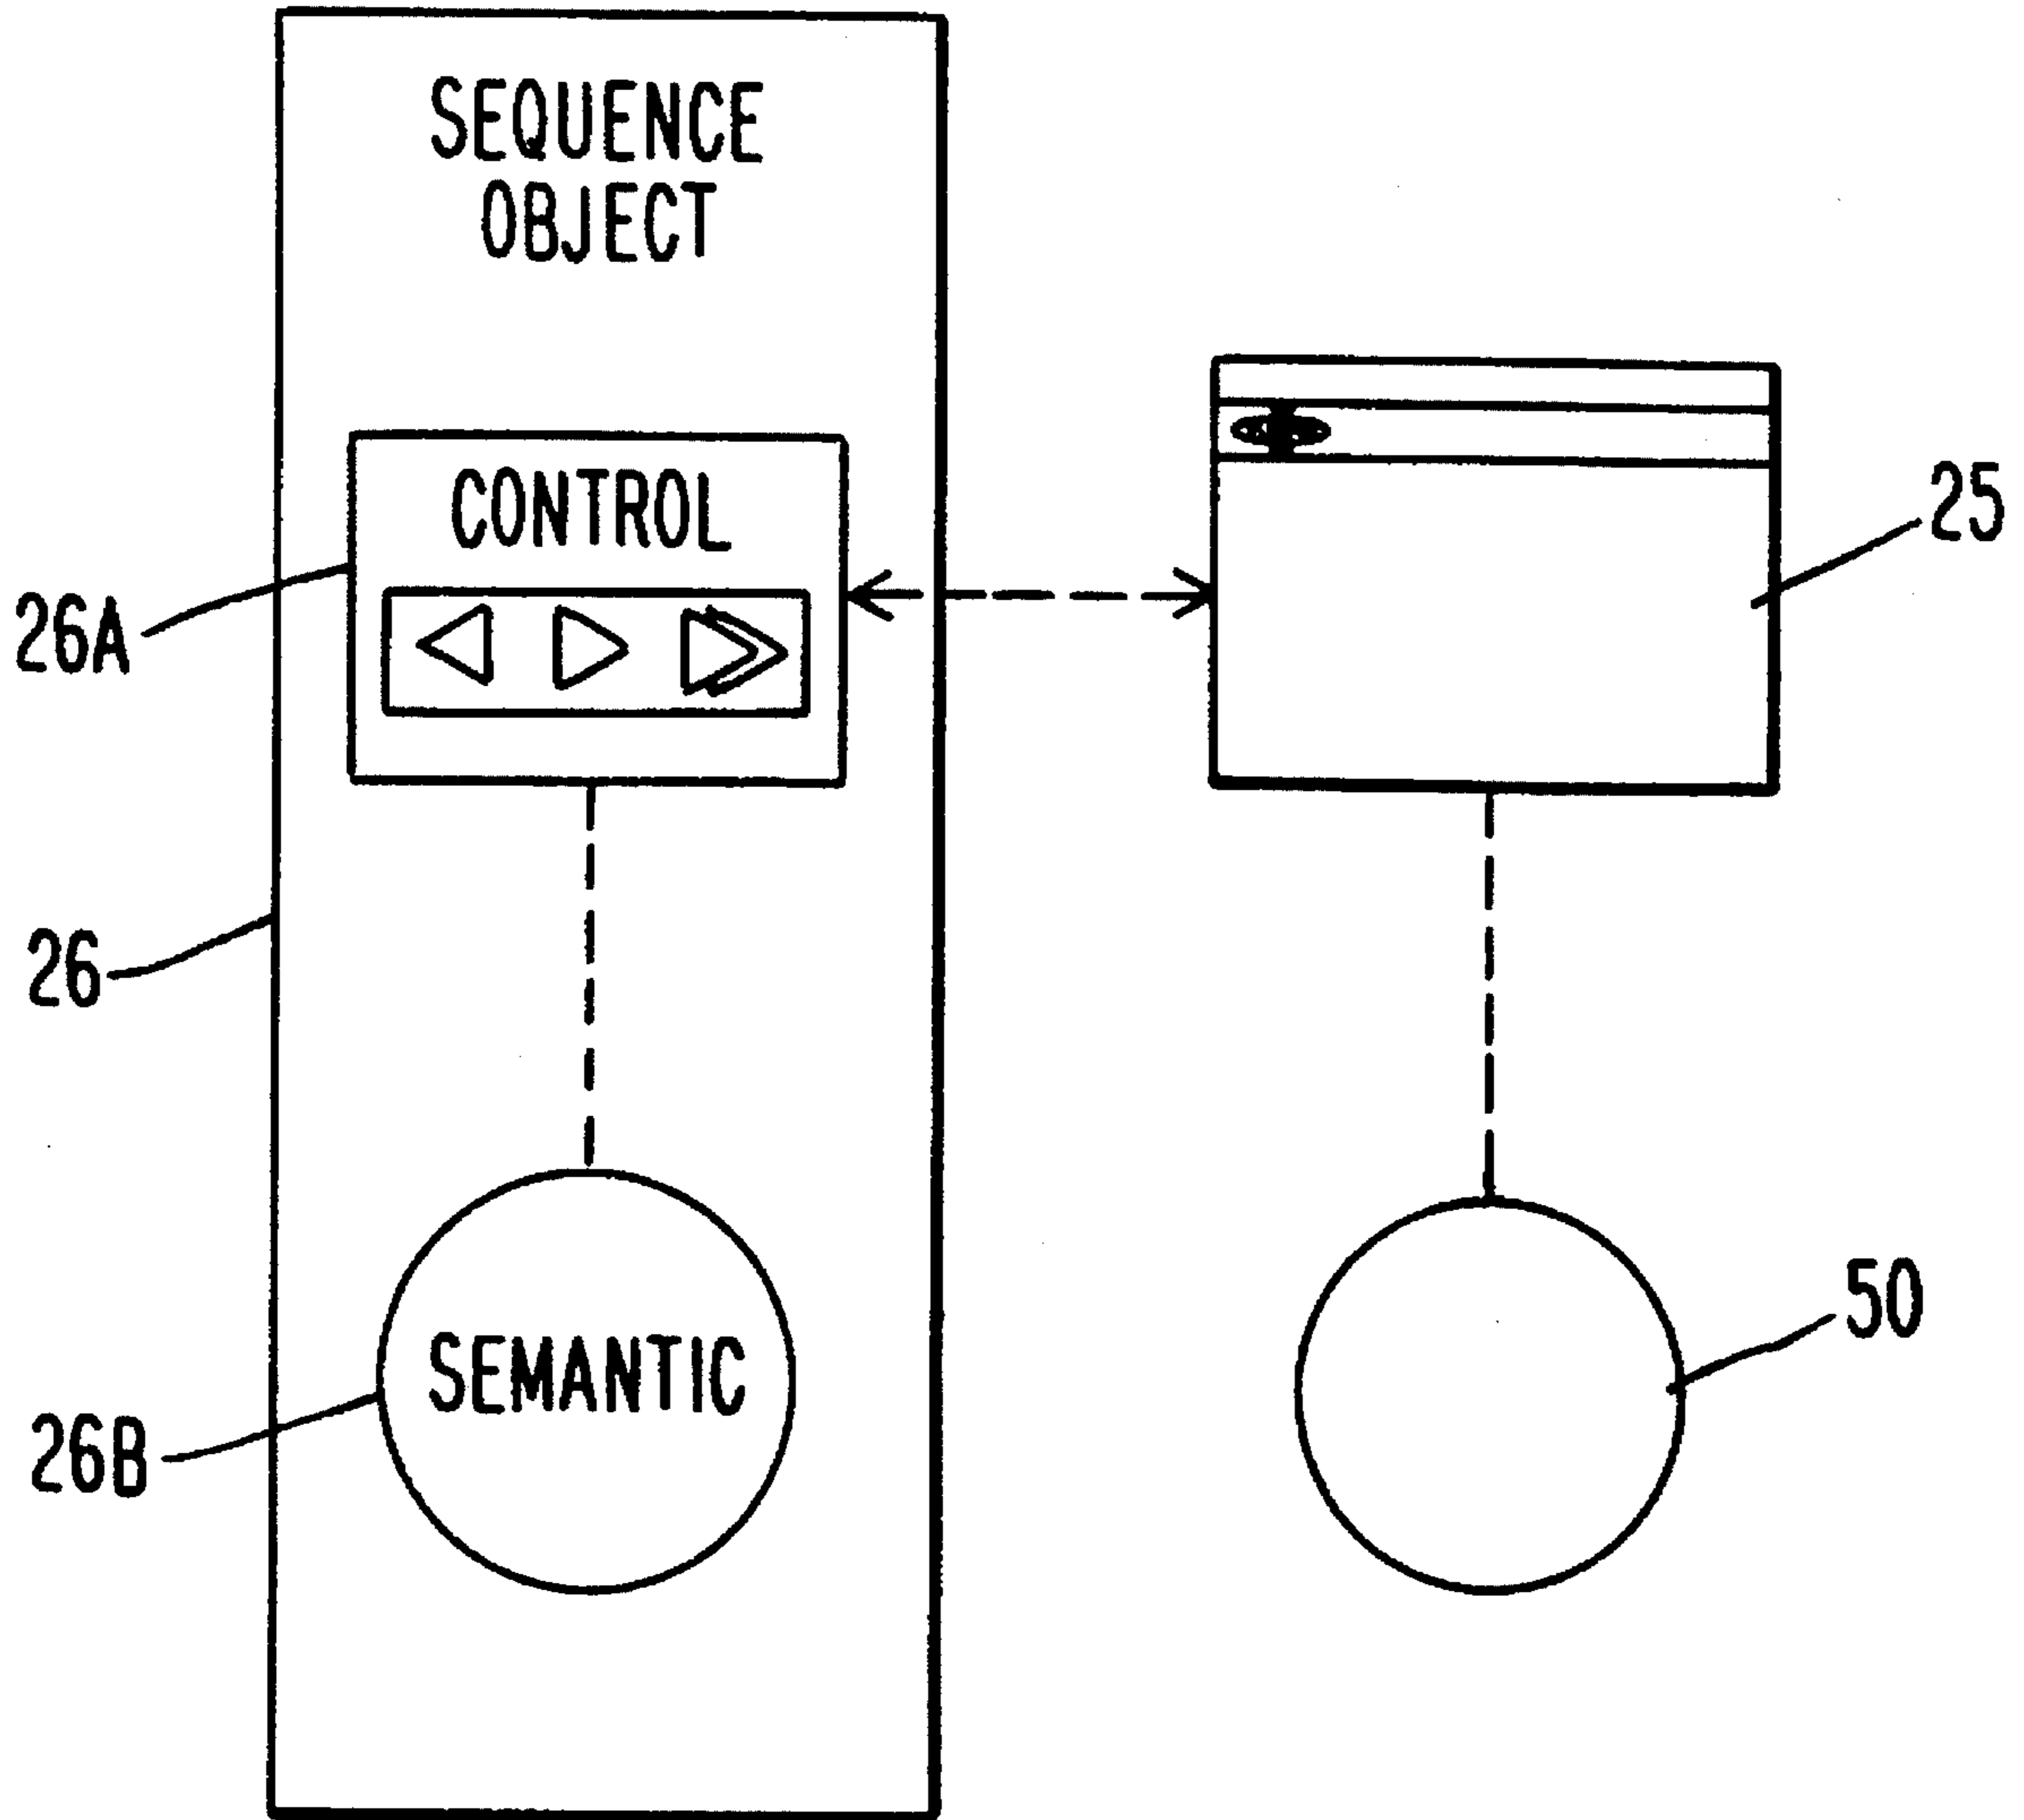 SEQUENCE
OBJECT
CONTROL
25
26A
26
50
SEMANTIC
26B